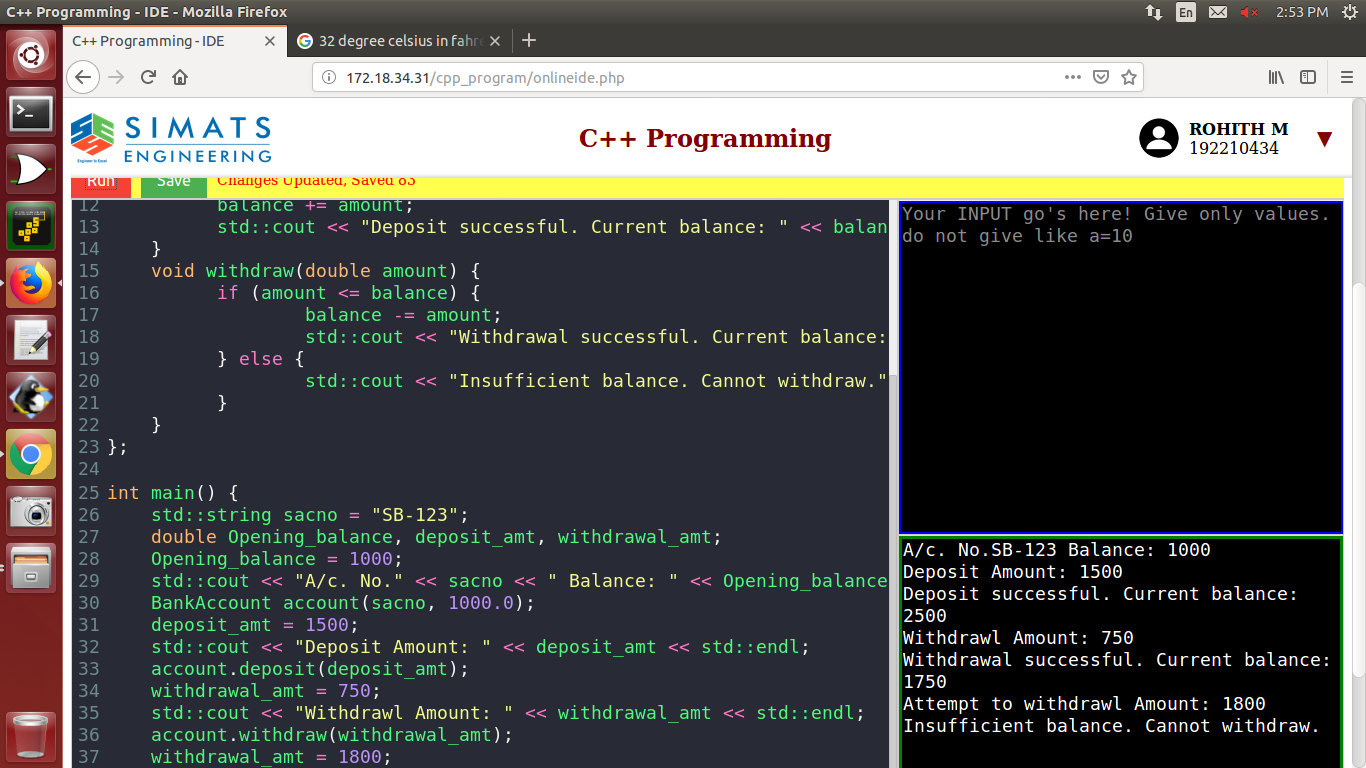 C++ Programming - IDE - Mozilla Firefox
En
2:53 PM
C++ Programming - IDE
32 degree celsius in fahre
172.18.34.31/cpp_program/onlineide.php
SIMATS
ENGINEERING
Engineer to Excel
C++ Programming
ROHITH M
192210434
Run
Save
Changes Updated, Saved 83
12 balance += amount;
13 std::cout << "Deposit successful. Current balance: " << balan
14 }
15 void withdraw(double amount) {
16 if (amount <= balance) {
17 balance -= amount;
18 std::cout << "Withdrawal successful. Current balance:
19 } else {
20 std::cout << "Insufficient balance. Cannot withdraw."
21 }
22 }
23 };
24
25 int main() {
26 std::string sacno = "SB-123";
27 double Opening_balance, deposit_amt, withdrawal_amt;
28 Opening_balance = 1000;
29 std::cout << "A/c. No." << sacno << " Balance: " << Opening_balance
30 BankAccount account(sacno, 1000.0);
31 deposit_amt = 1500;
32 std::cout << "Deposit Amount: " << deposit_amt << std::endl;
33 account.deposit(deposit_amt);
34 withdrawal_amt = 750;
35 std::cout << "Withdrawl Amount: " << withdrawal_amt << std::endl;
36 account.withdraw(withdrawal_amt);
37 withdrawal_amt = 1800;
Your INPUT go's here! Give only values.
do not give like a=10
A/c. No.SB-123 Balance: 1000
Deposit Amount: 1500
Deposit successful. Current balance:
2500
Withdrawl Amount: 750
Withdrawal successful. Current balance:
1750
Attempt to withdrawl Amount: 1800
Insufficient balance. Cannot withdraw.